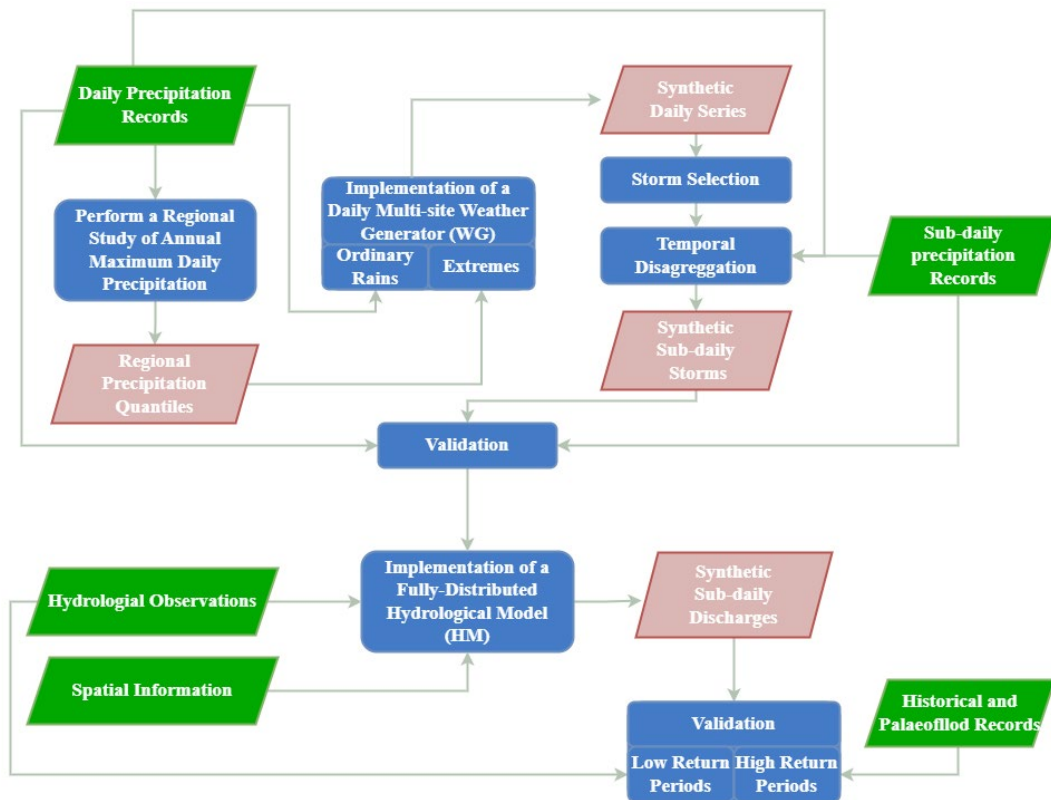 Daily Precipitation
Records
Perform a Regional
Study of Annual
Maximum Daily
Precipitation
Regional
Precipitation
Quantiles
Implementation of a
Daily Multi-site Weather
Generator (WG)
Ordinary
Rains
Extremes
Synthetic
Daily Series
Storm Selection
Temporal
Disagreggation
Synthetic
Sub-daily
Storms
Sub-daily
precipitation
Records
Validation
Hydrologial Observations
Spatial Information
Implementation of a
Fully-Distributed
Hydrological Model
(HM)
Synthetic
Sub-daily
Discharges
Validation
Low Return
Periods
High Return
Periods
Historical and
Palaeofllod Records